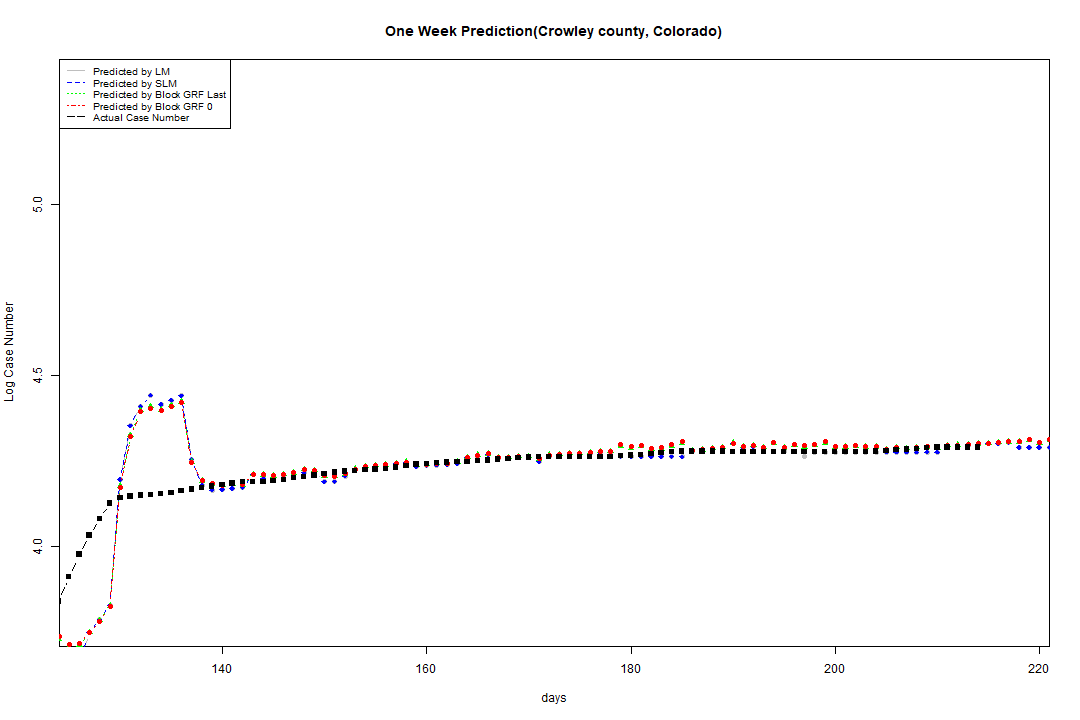 One Week Prediction(Crowley county, Colorado)
Predicted by LM
Predicted by SLM
Predicted by Block GRF Last
Predicted by Block GRF 0
Actual Case Number
Log Case Number
5.0
4.5
4.0
140 160 180 200 220
days